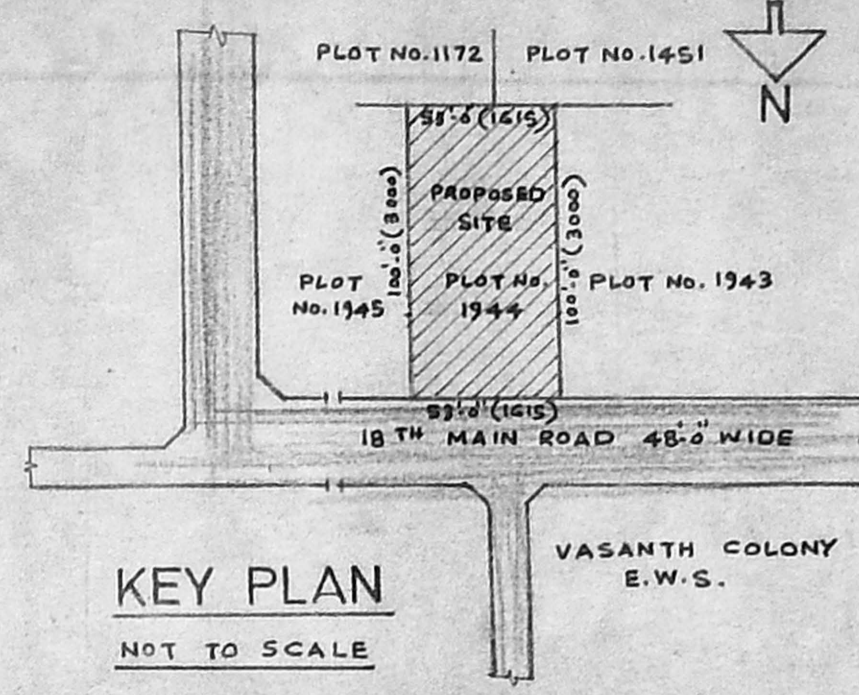 PLOT NO.1172
PLOT NO.1451
N
53'-0"(1615)
100'-0"(3000)
PROPOSED
SITE
100'-0"(3000)
PLOT
NO.1945
PLOT NO.
1944
PLOT NO. 1943
53'-0"(1615)
18TH MAIN ROAD 48'-0" WIDE
VASANTH COLONY
E.W.S.
KEY PLAN
NOT TO SCALE